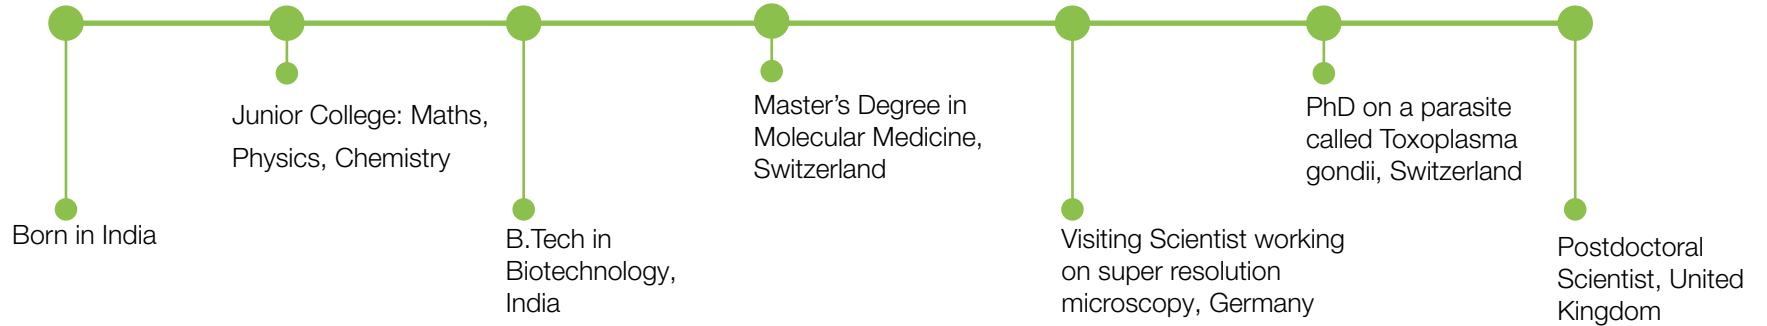 Born in India
Junior College: Maths,
Physics, Chemistry
B.Tech in
Biotechnology,
India
Master’s Degree in
Molecular Medicine,
Switzerland
Visiting Scientist working
on super resolution
microscopy, Germany
PhD on a parasite
called Toxoplasma
gondii, Switzerland
Postdoctoral
Scientist, United
Kingdom